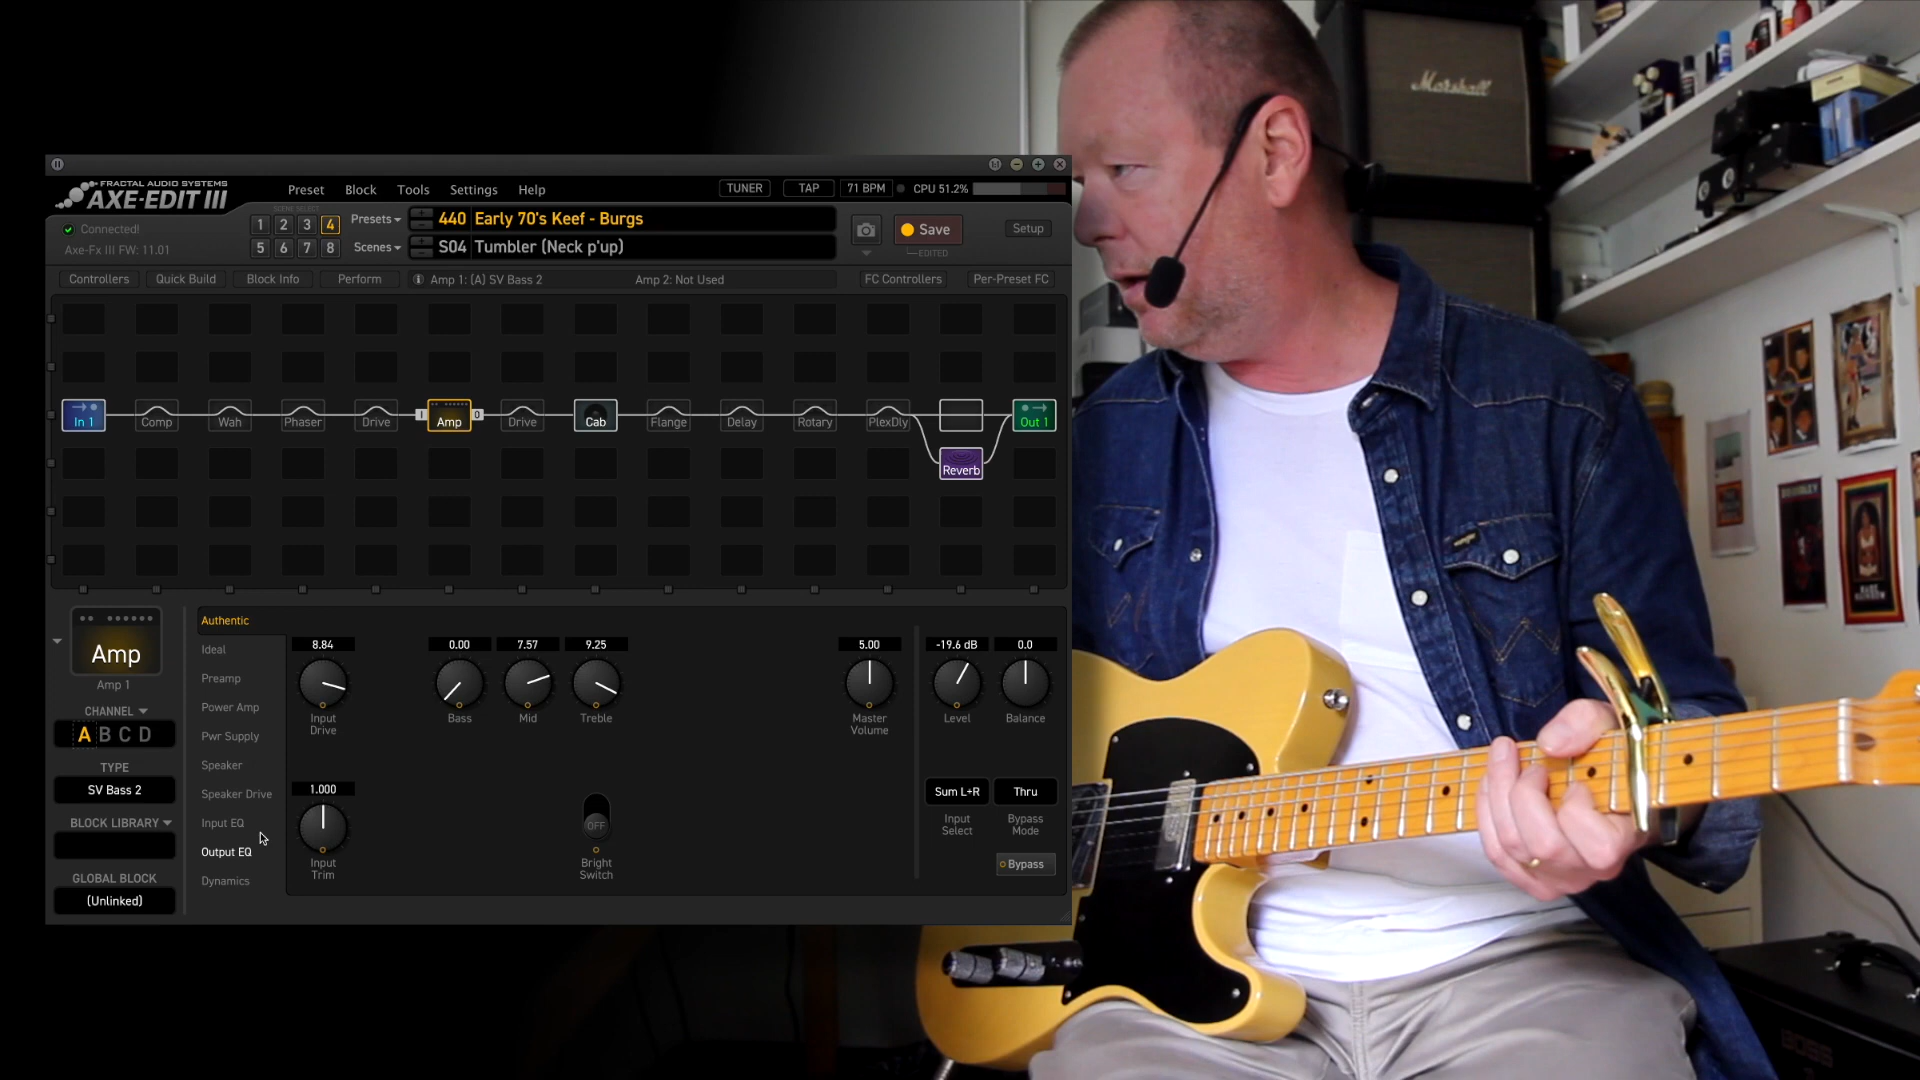 FRACTAL AUDIO SYSTEMS
AXE-EDIT III
Preset Block Tools Settings Help
TUNER TAP 71 BPM CPU 51.2%
SCENE SELECT
1 2 3 4
5 6 7 8
Connected!
Axe-Fx III FW: 11.01
Presets 440 Early 70's Keef - Burgs
Scenes S04 Tumbler (Neck p'up)
Save
EDITED
Setup
Controllers Quick Build Block Info Perform Amp 1: (A) SV Bass 2 Amp 2: Not Used FC Controllers Per-Preset FC
In 1 Comp Wah Phaser Drive I Amp O Drive Cab Flange Delay Rotary PlexDly Out 1
Reverb
Amp
Amp 1
CHANNEL
A B C D
TYPE
SV Bass 2
BLOCK LIBRARY
GLOBAL BLOCK
(Unlinked)
Authentic
Ideal
Preamp
Power Amp
Pwr Supply
Speaker
Speaker Drive
Input EQ
Output EQ
Dynamics
8.84 0.00 7.57 9.25 5.00 -19.6 dB 0.0
Input Drive
Bass Mid Treble
Master Volume
Level Balance
1.000
Input Trim
OFF
Bright Switch
Sum L+R Thru
Input Select
Bypass Mode
Bypass
Marshall
Wrangler
BOSS